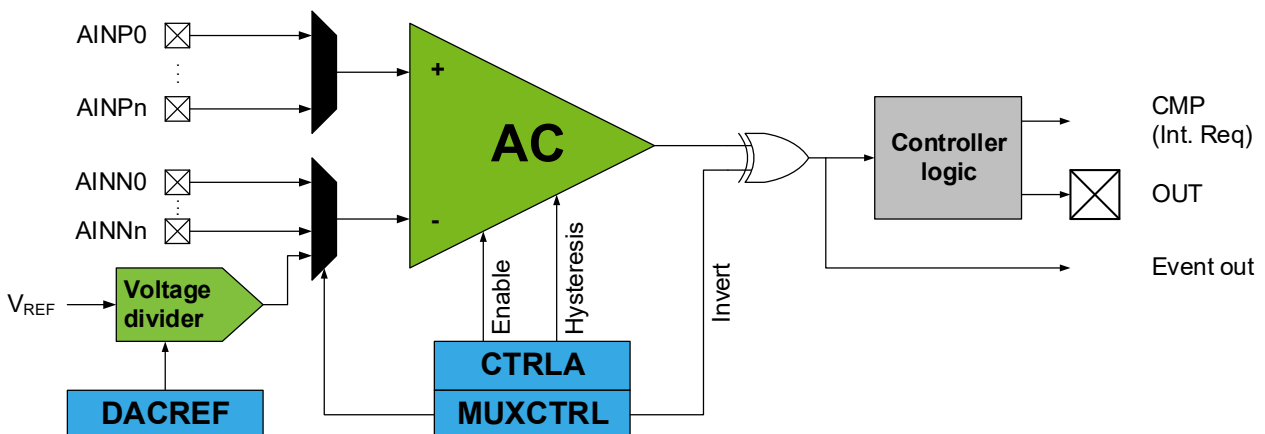 AINP0
⋮
AINPn
AINN0
⋮
AINNn
VREF
Voltage
divider
DACREF
+
AC
-
Enable
Hysteresis
Invert
CTRLA
MUXCTRL
Controller
logic
CMP
(Int. Req)
OUT
Event out